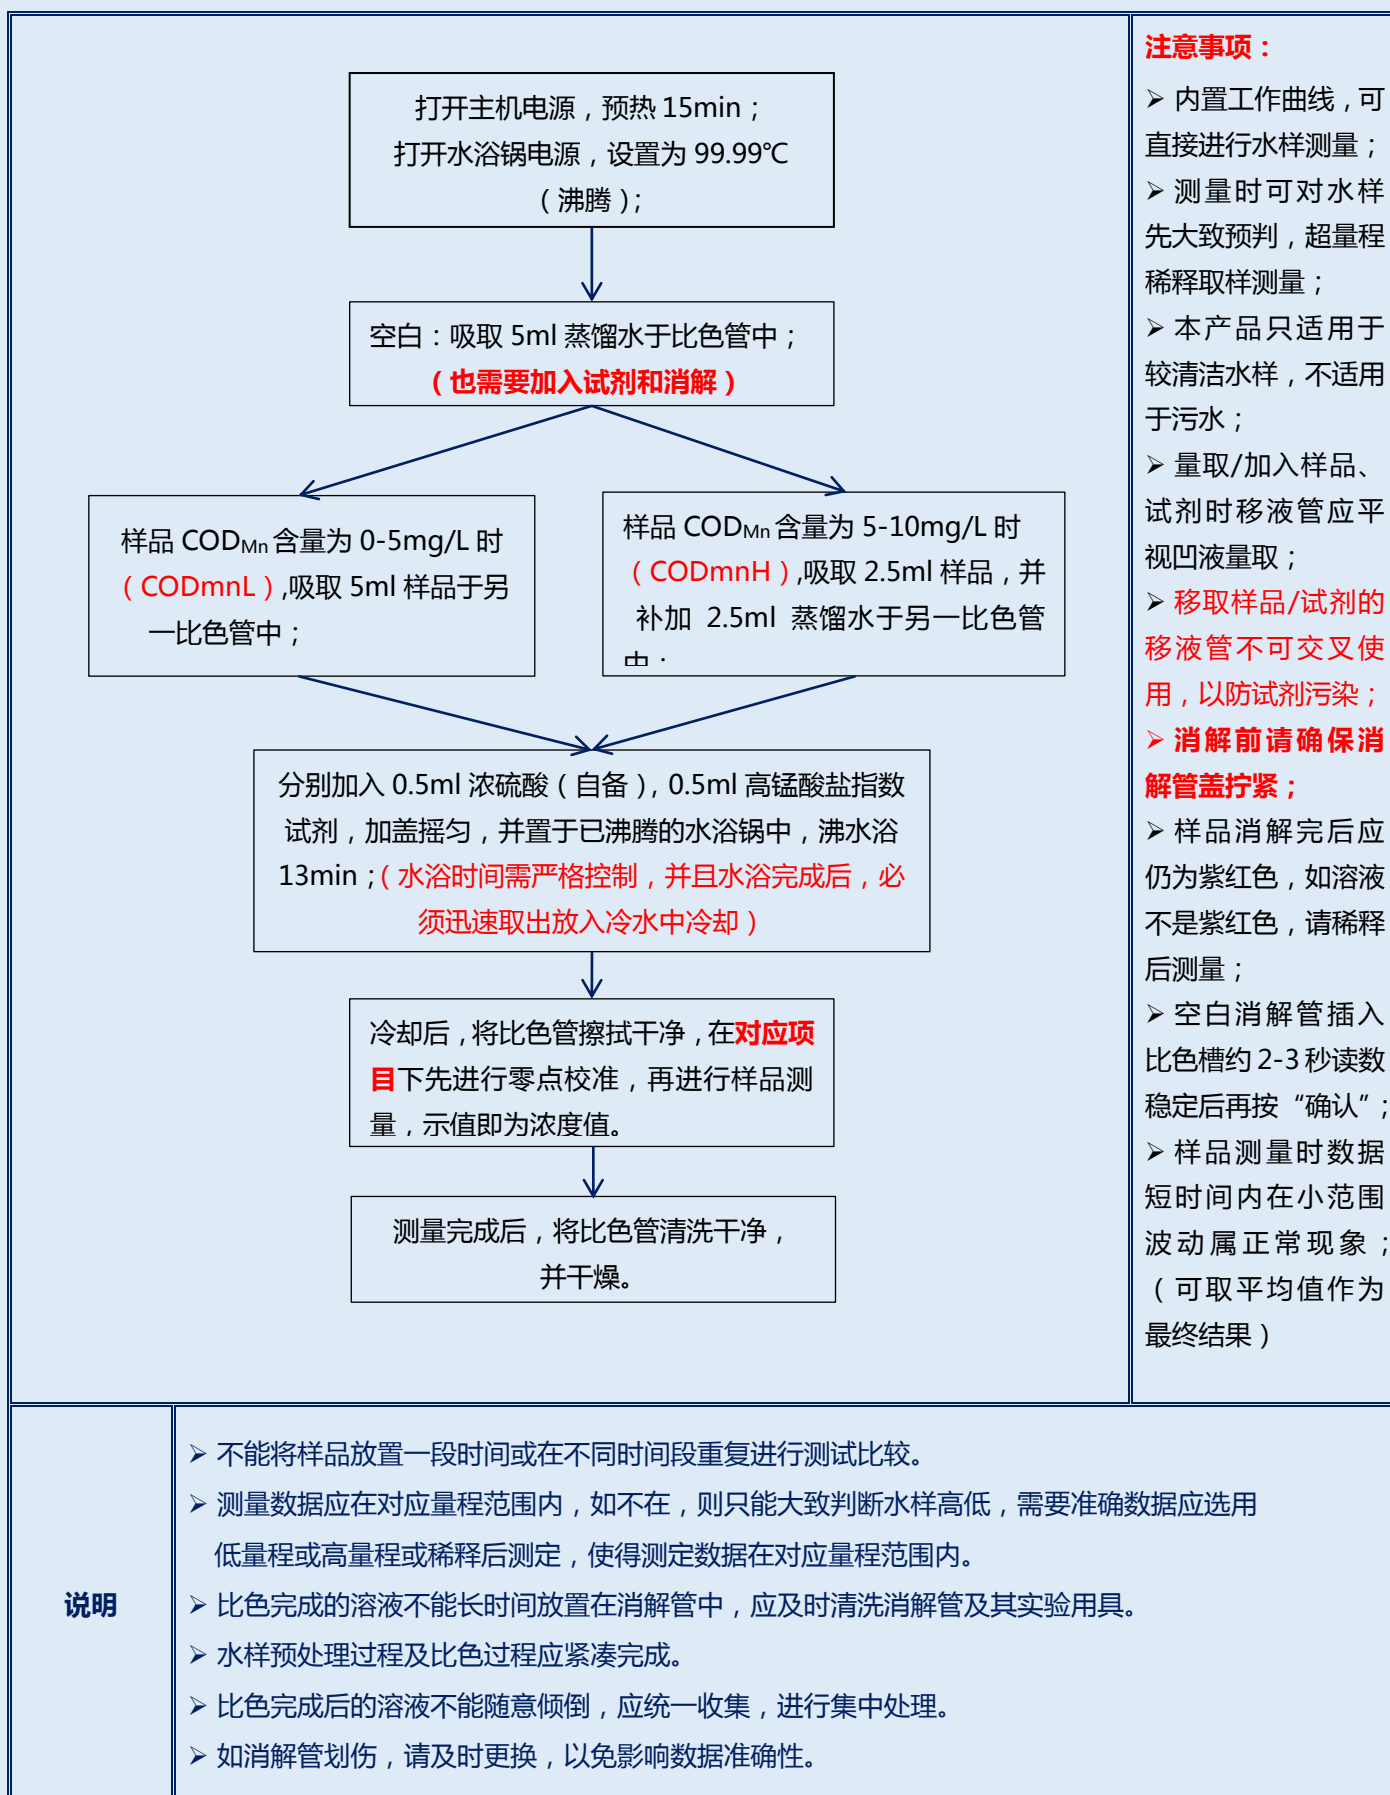 打开主机电源，预热 15min；
打开水浴锅电源，设置为 99.99℃
（沸腾）；
空白：吸取 5ml 蒸馏水于比色管中；
（也需要加入试剂和消解）
样品 CODMn 含量为 0-5mg/L 时
（CODmnL）,吸取 5ml 样品于另
一比色管中；
样品 CODMn 含量为 5-10mg/L 时
（CODmnH）,吸取 2.5ml 样品，并
补加 2.5ml 蒸馏水于另一比色管
中；
分别加入 0.5ml 浓硫酸（自备），0.5ml 高锰酸盐指数
试剂，加盖摇匀，并置于已沸腾的水浴锅中，沸水浴
13min；（水浴时间需严格控制，并且水浴完成后，必
须迅速取出放入冷水中冷却）
冷却后，将比色管擦拭干净，在对应项
目下先进行零点校准，再进行样品测
量，示值即为浓度值。
测量完成后，将比色管清洗干净，
并干燥。
注意事项：
➢ 内置工作曲线，可
直接进行水样测量；
➢ 测量时可对水样
先大致预判，超量程
稀释取样测量；
➢ 本产品只适用于
较清洁水样，不适用
于污水；
➢ 量取/加入样品、
试剂时移液管应平
视凹液量取；
➢ 移取样品/试剂的
移液管不可交叉使
用，以防试剂污染；
➢ 消解前请确保消
解管盖拧紧；
➢ 样品消解完后应
仍为紫红色，如溶液
不是紫红色，请稀释
后测量；
➢ 空白消解管插入
比色槽约 2-3 秒读数
稳定后再按“确认”；
➢ 样品测量时数据
短时间内在小范围
波动属正常现象；
（可取平均值作为
最终结果）
说明
➢ 不能将样品放置一段时间或在不同时间段重复进行测试比较。
➢ 测量数据应在对应量程范围内，如不在，则只能大致判断水样高低，需要准确数据应选用
低量程或高量程或稀释后测定，使得测定数据在对应量程范围内。
➢ 比色完成的溶液不能长时间放置在消解管中，应及时清洗消解管及其实验用具。
➢ 水样预处理过程及比色过程应紧凑完成。
➢ 比色完成后的溶液不能随意倾倒，应统一收集，进行集中处理。
➢ 如消解管划伤，请及时更换，以免影响数据准确性。